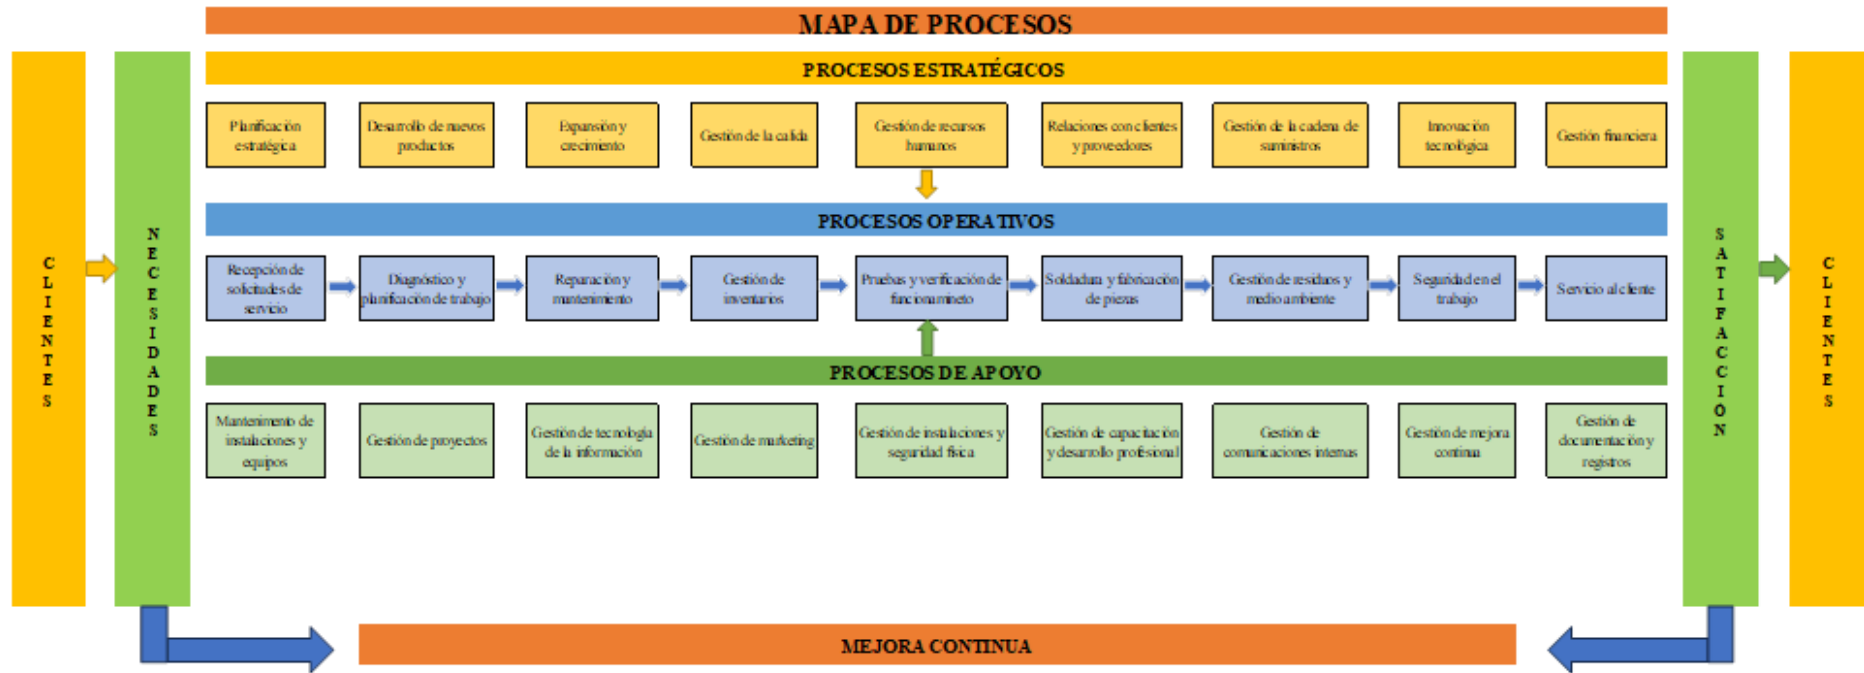 MAPA DE PROCESOS
PROCESOS ESTRATÉGICOS
Planificación
estratégica
Desarrollo de nuevos
productos
Expansión y
crecimiento
Gestión de la calida
Gestión de recursos
humanos
Relaciones con clientes
y proveedores
Gestión de la cadena de
suministros
Innovación
tecnológica
Gestión financiera
CLIENTES
NECESIDADES
PROCESOS OPERATIVOS
Recepción de
solicitudes de
servicio
Diagnóstico y
planificación de trabajo
Reparación y
mantenimiento
Gestión de
inventarios
Pruebas y verificación de
funcionamineto
Soldadura y fabricación
de piezas
Gestión de residuos y
medio ambiente
Seguridad en el
trabajo
Servicio al cliente
SATIFACCIÓN
CLIENTES
PROCESOS DE APOYO
Mantenimento de
instalaciones y
equipos
Gestión de proyectos
Gestión de tecnología
de la información
Gestión de marketing
Gestión de instalaciones y
seguridad física
Gestión de capacitación
y desarrollo profesional
Gestión de
comunicaciones internas
Gestión de mejora
continua
Gestión de
documentación y
registros
MEJORA CONTINUA